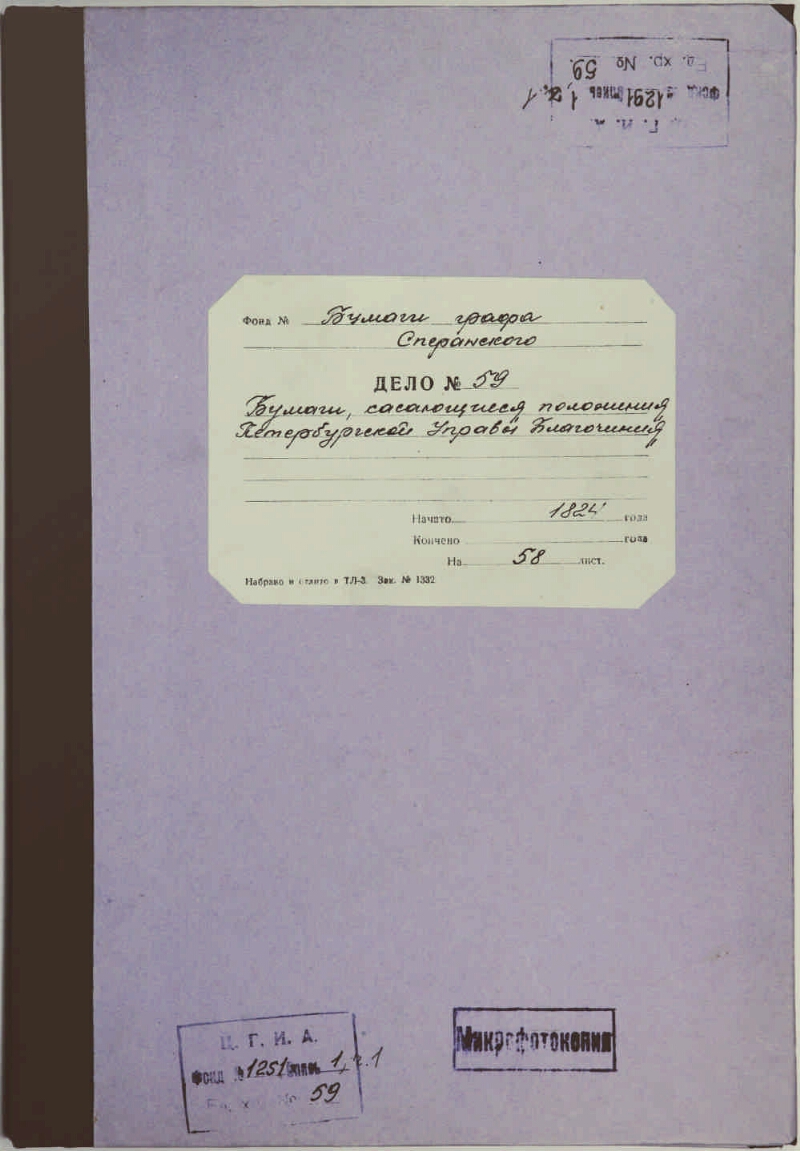 Ед. хр. № 59.
Фонд № 1251 опись 1, ч. 1
Ц. Г. И. А.
Фонд № Бумаги графа
Сперанского
ДЕЛО № 59
Бумаги, касающиеся положения
Петербургской Управы Благочиния
Начато 1824 года
Кончено года
На 58 лист.
Набрано и отлито в ТЛ-3. Зак. № 1332
Ц. Г. И. А.
Фонд № 1251 опись 1, ч. 1
Ед. хр. № 59
Микрофотокопия